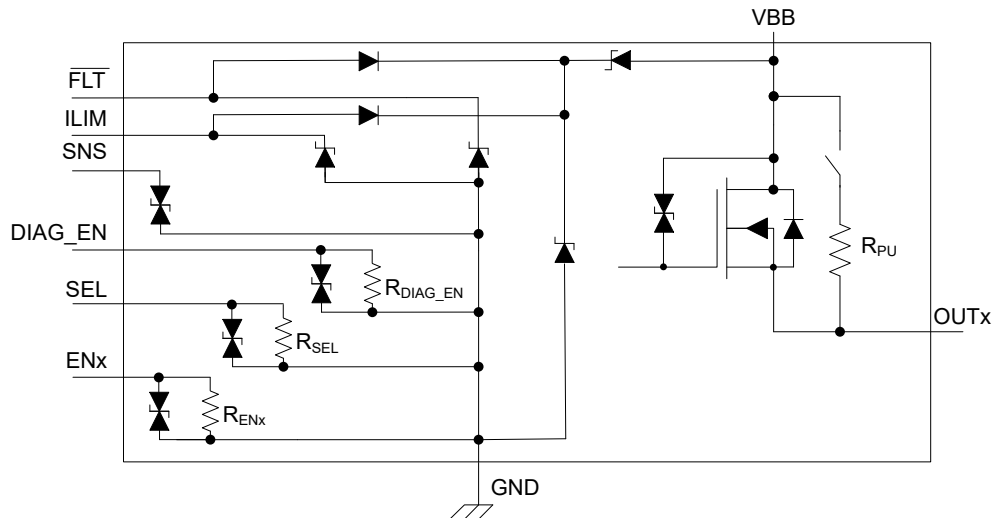 VBB
FLT
ILIM
SNS
DIAG_EN
RDIAG_EN
SEL
RSEL
ENx
RENx
RPU
OUTx
GND